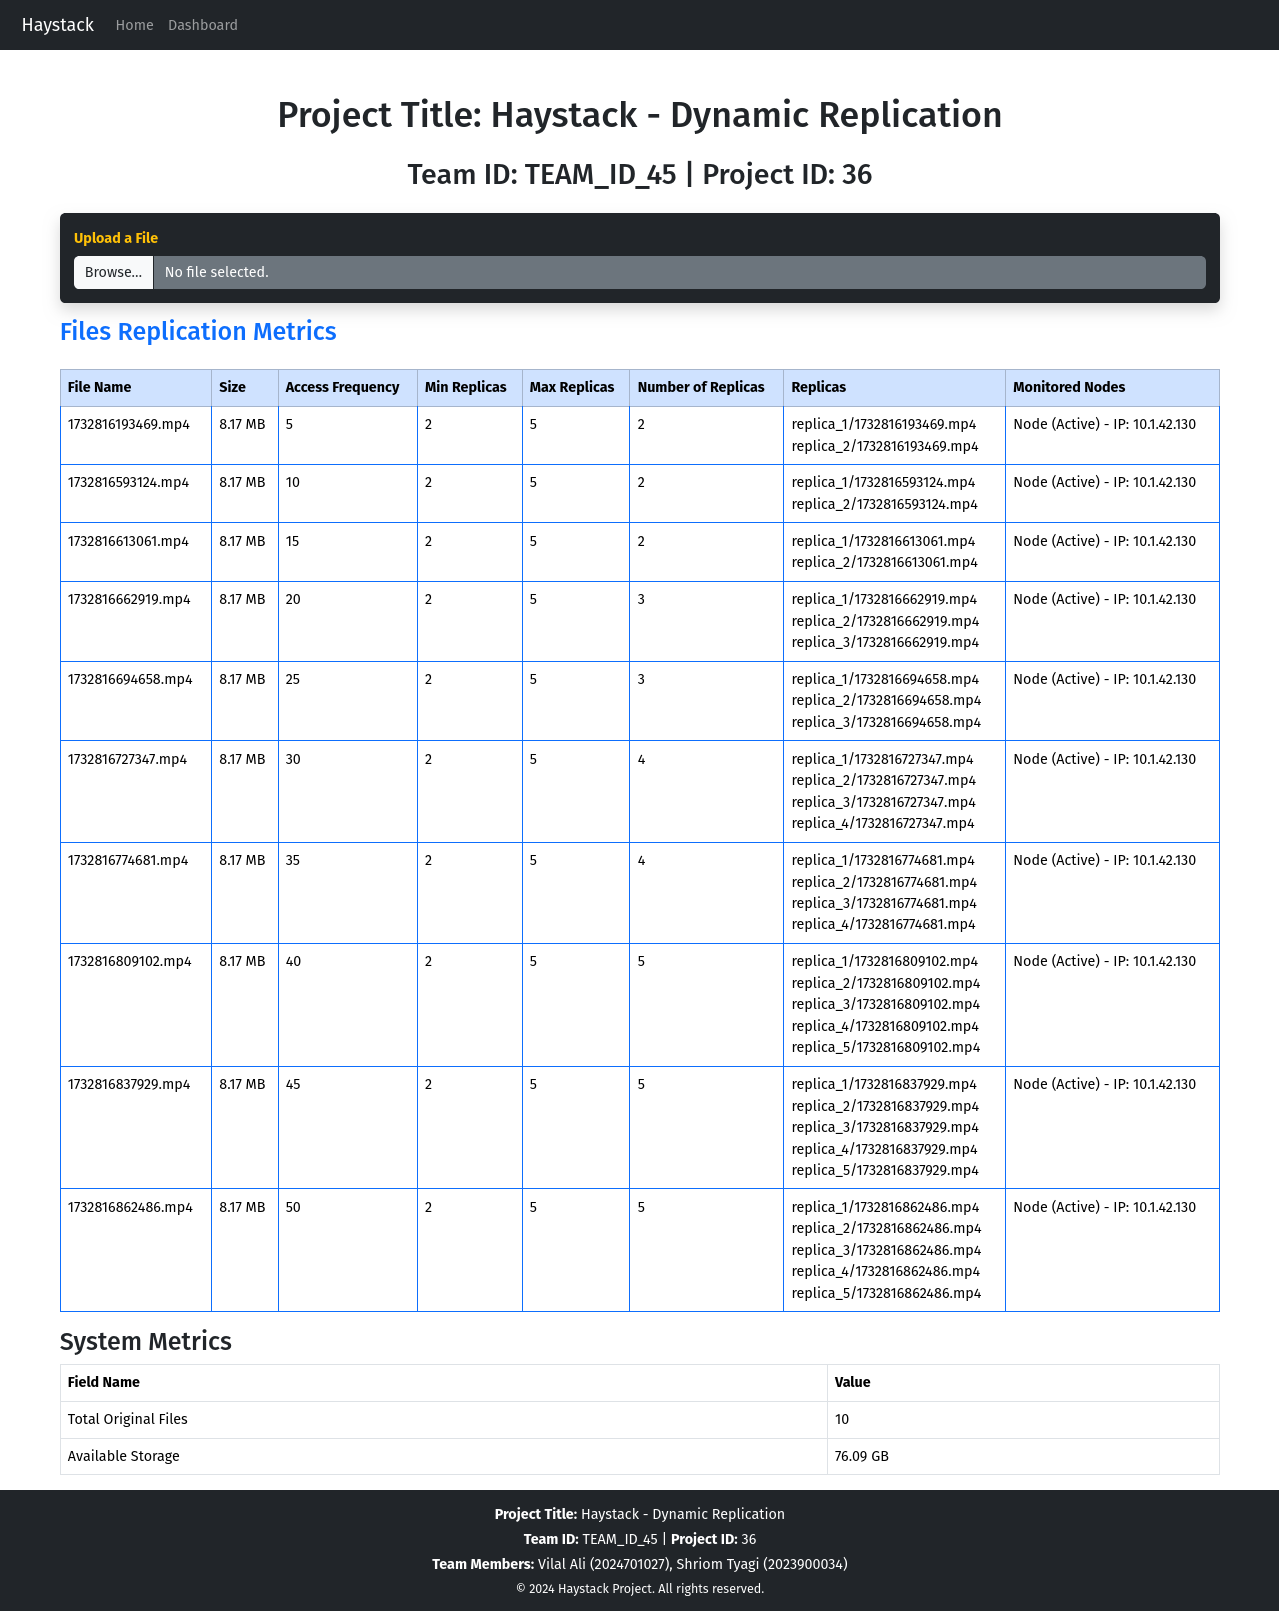 Haystack Home Dashboard
Project Title: Haystack - Dynamic Replication
Team ID: TEAM_ID_45 | Project ID: 36
Upload a File
Browse... No file selected.
Files Replication Metrics
File Name Size Access Frequency Min Replicas Max Replicas Number of Replicas Replicas Monitored Nodes
1732816193469.mp4 8.17 MB 5 2 5 2 replica_1/1732816193469.mp4 Node (Active) - IP: 10.1.42.130
replica_2/1732816193469.mp4
1732816593124.mp4 8.17 MB 10 2 5 2 replica_1/1732816593124.mp4 Node (Active) - IP: 10.1.42.130
replica_2/1732816593124.mp4
1732816613061.mp4 8.17 MB 15 2 5 2 replica_1/1732816613061.mp4 Node (Active) - IP: 10.1.42.130
replica_2/1732816613061.mp4
1732816662919.mp4 8.17 MB 20 2 5 3 replica_1/1732816662919.mp4 Node (Active) - IP: 10.1.42.130
replica_2/1732816662919.mp4
replica_3/1732816662919.mp4
1732816694658.mp4 8.17 MB 25 2 5 3 replica_1/1732816694658.mp4 Node (Active) - IP: 10.1.42.130
replica_2/1732816694658.mp4
replica_3/1732816694658.mp4
1732816727347.mp4 8.17 MB 30 2 5 4 replica_1/1732816727347.mp4 Node (Active) - IP: 10.1.42.130
replica_2/1732816727347.mp4
replica_3/1732816727347.mp4
replica_4/1732816727347.mp4
1732816774681.mp4 8.17 MB 35 2 5 4 replica_1/1732816774681.mp4 Node (Active) - IP: 10.1.42.130
replica_2/1732816774681.mp4
replica_3/1732816774681.mp4
replica_4/1732816774681.mp4
1732816809102.mp4 8.17 MB 40 2 5 5 replica_1/1732816809102.mp4 Node (Active) - IP: 10.1.42.130
replica_2/1732816809102.mp4
replica_3/1732816809102.mp4
replica_4/1732816809102.mp4
replica_5/1732816809102.mp4
1732816837929.mp4 8.17 MB 45 2 5 5 replica_1/1732816837929.mp4 Node (Active) - IP: 10.1.42.130
replica_2/1732816837929.mp4
replica_3/1732816837929.mp4
replica_4/1732816837929.mp4
replica_5/1732816837929.mp4
1732816862486.mp4 8.17 MB 50 2 5 5 replica_1/1732816862486.mp4 Node (Active) - IP: 10.1.42.130
replica_2/1732816862486.mp4
replica_3/1732816862486.mp4
replica_4/1732816862486.mp4
replica_5/1732816862486.mp4
System Metrics
Field Name Value
Total Original Files 10
Available Storage 76.09 GB
Project Title: Haystack - Dynamic Replication
Team ID: TEAM_ID_45 | Project ID: 36
Team Members: Vilal Ali (2024701027), Shriom Tyagi (2023900034)
© 2024 Haystack Project. All rights reserved.